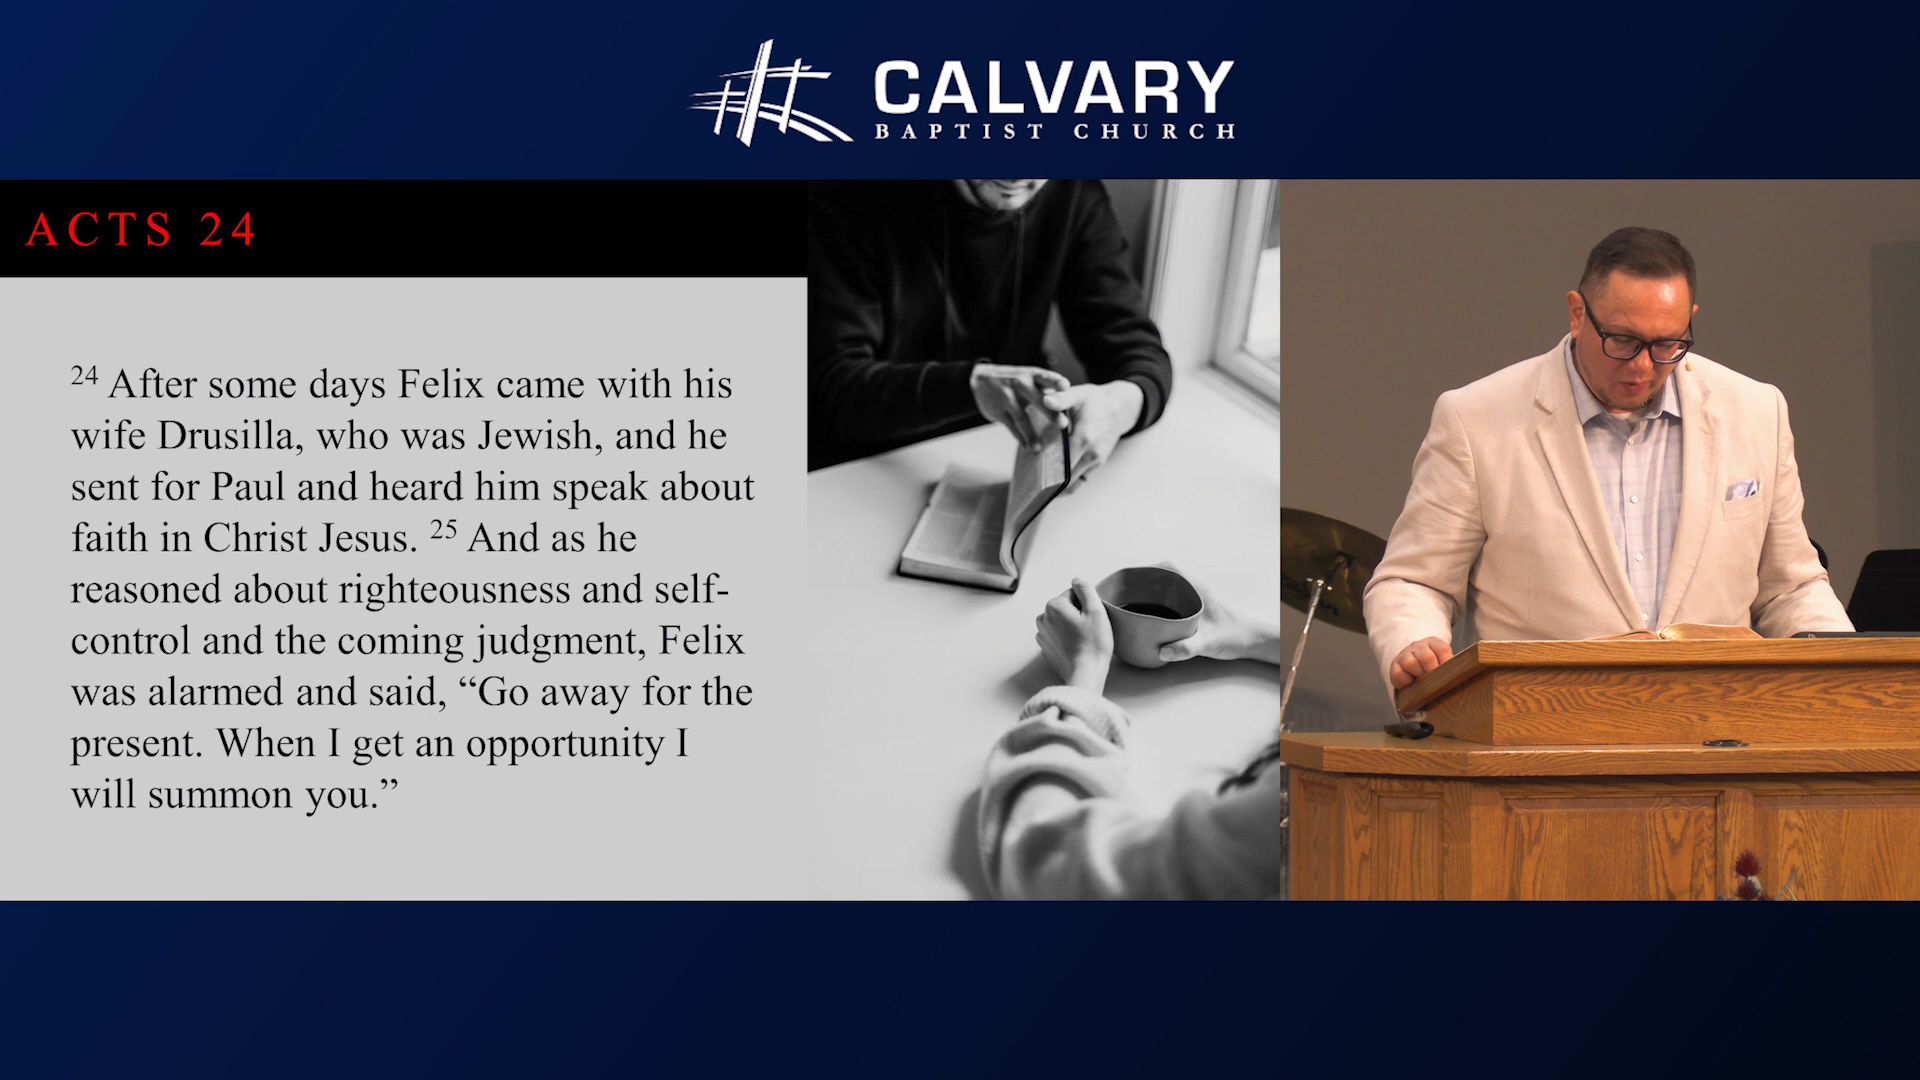 CALVARY
BAPTIST CHURCH
ACTS 24
24 After some days Felix came with his
wife Drusilla, who was Jewish, and he
sent for Paul and heard him speak about
faith in Christ Jesus. 25 And as he
reasoned about righteousness and self-
control and the coming judgment, Felix
was alarmed and said, “Go away for the
present. When I get an opportunity I
will summon you.”